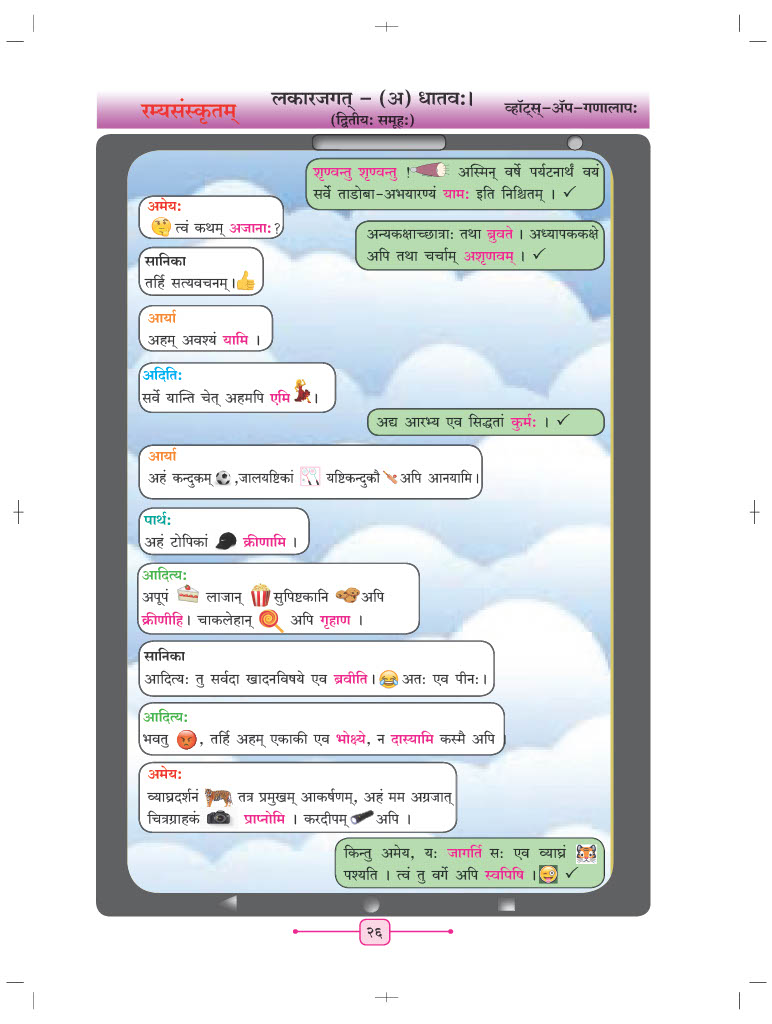 रम्यसंस्कृतम्
लकारजगत् – (अ) धातवः।
(द्वितीयः समूहः)
व्हॉट्स्-ॲप-गणालापः
शृण्वन्तु शृण्वन्तु ! अस्मिन् वर्षे पर्यटनार्थं वयं
सर्वे ताडोबा-अभयारण्यं यामः इति निश्चितम् । ✓
अमेयः
त्वं कथम् अजानाः?
अन्यकक्षाच्छात्राः तथा ब्रुवते । अध्यापककक्षे
अपि तथा चर्चाम् अशृणवम् । ✓
सानिका
तर्हि सत्यवचनम्।
आर्या
अहम् अवश्यं यामि ।
अदितिः
सर्वे यान्ति चेत् अहमपि एमि ।
अद्य आरभ्य एव सिद्धतां कुर्मः । ✓
आर्या
अहं कन्दुकम् ,जालयष्टिकां यष्टिकन्दुकौ अपि आनयामि।
पार्थः
अहं टोपिकां क्रीणामि ।
आदित्यः
अपूपं लाजान् सुपिष्टकानि अपि
क्रीणीहि। चाकलेहान् अपि गृहाण ।
सानिका
आदित्यः तु सर्वदा खादनविषये एव ब्रवीति। अतः एव पीनः।
आदित्यः
भवतु , तर्हि अहम् एकाकी एव भोक्ष्ये, न दास्यामि कस्मै अपि ।
अमेयः
व्याघ्रदर्शनं तत्र प्रमुखम् आकर्षणम्, अहं मम अग्रजात्
चित्रग्राहकं प्राप्नोमि । करदीपम् अपि ।
किन्तु अमेय, यः जागर्ति सः एव व्याघ्रं
पश्यति । त्वं तु वर्गे अपि स्वपिषि । ✓
२६